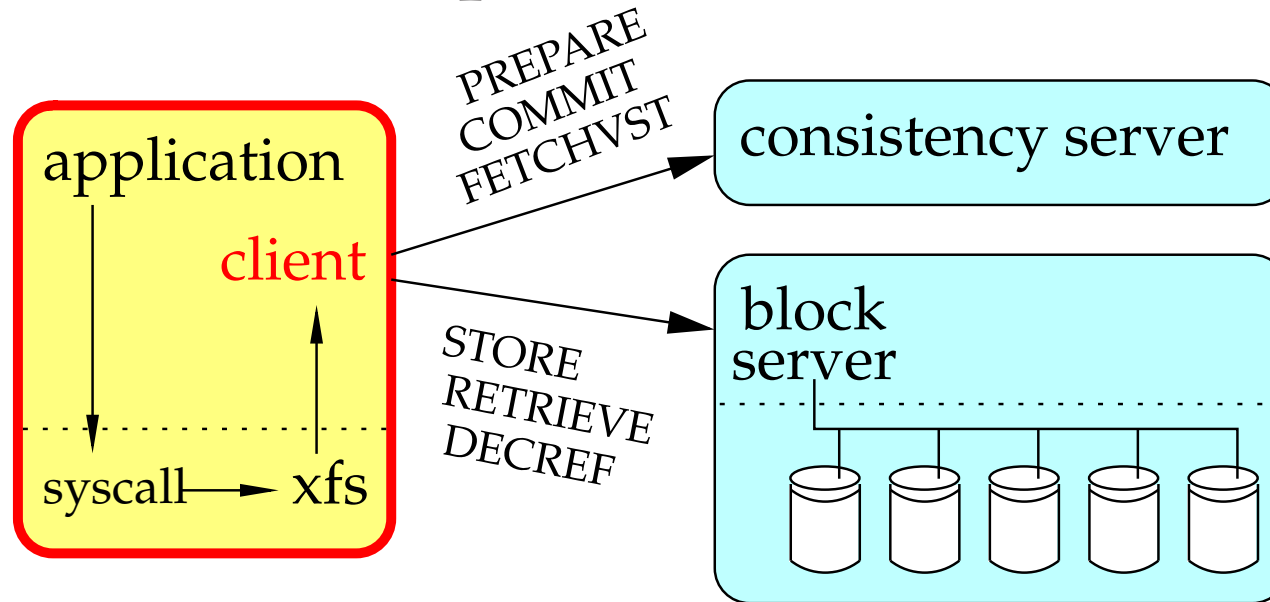 application
client
syscall
xfs
PREPARE
COMMIT
FETCHVST
STORE
RETRIEVE
DECREF
consistency server
block
server